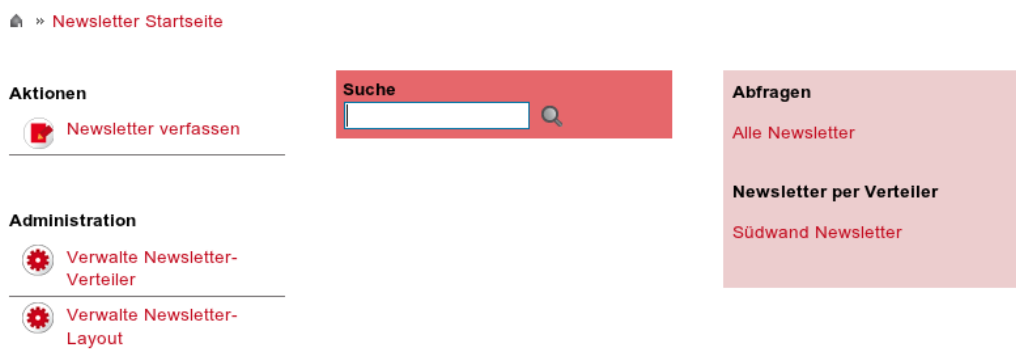 » Newsletter Startseite
Aktionen
Newsletter verfassen
Administration
Verwalte Newsletter-
Verteiler
Verwalte Newsletter-
Layout
Suche
Abfragen
Alle Newsletter
Newsletter per Verteiler
Südwand Newsletter